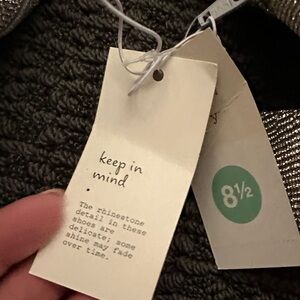 keep in
mind
The rhinestone
detail in these
shoes are
delicate; some
shine may fade
over time.
8½